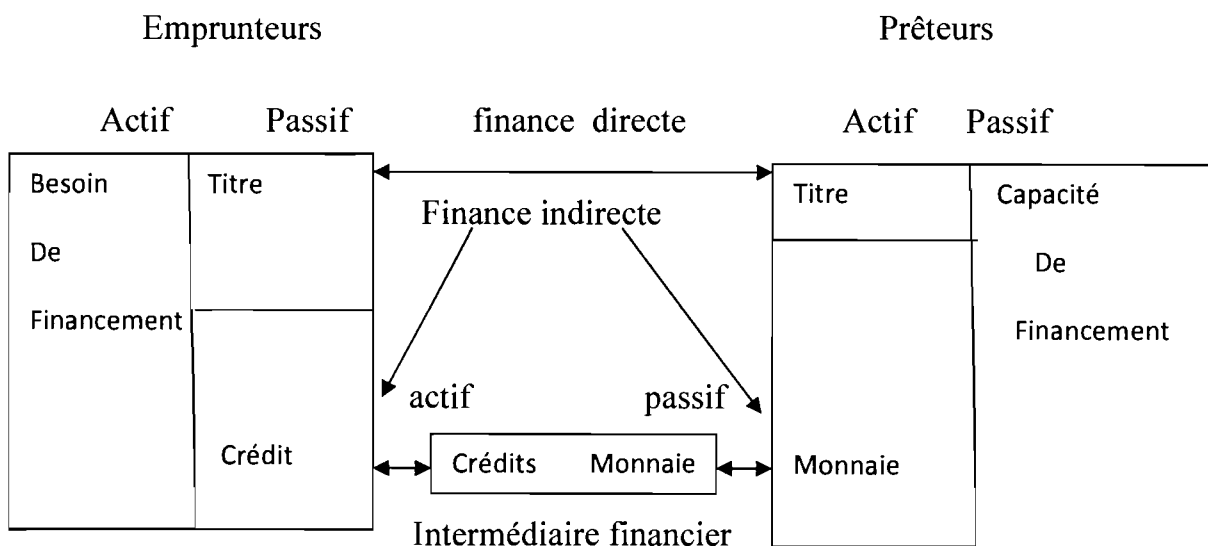 Emprunteurs Prêteurs
Actif Passif finance directe Actif Passif
Besoin Titre Titre Capacité
Finance indirecte
De De
Financement Financement
actif passif
Crédit Crédits Monnaie Monnaie
Intermédiaire financier